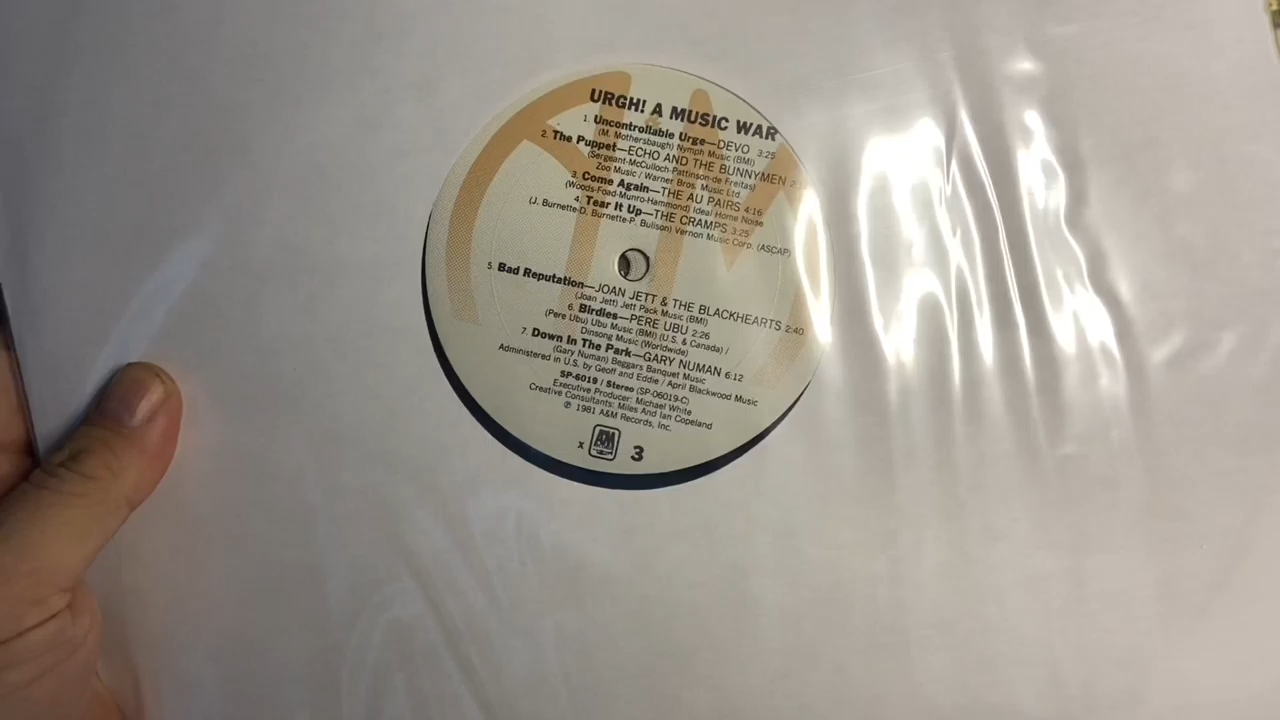 URGH! A MUSIC WAR
1. Uncontrollable Urge—DEVO 3:25
(M. Mothersbaugh) Nymph Music (BMI)
2. The Puppet—ECHO AND THE BUNNYMEN
(Sergeant-McCulloch-Pattinson-de Freitas)
Zoo Music / Warner Bros. Music Ltd.
3. Come Again—THE AU PAIRS 4:16
(Woods-Foad-Munro-Hammond) Ideal Home Noise
4. Tear It Up—THE CRAMPS 3:25
(J. Burnette-D. Burnette-P. Bulison) Vernon Music Corp. (ASCAP)
5. Bad Reputation—JOAN JETT & THE BLACKHEARTS 2:40
(Joan Jett) Jett Pack Music (BMI)
6. Birdies—PERE UBU 2:26
(Pere Ubu) Ubu Music (BMI) (U.S. & Canada) /
Dinsong Music (Worldwide)
7. Down In The Park—GARY NUMAN 6:12
(Gary Numan) Beggars Banquet Music
Administered in U.S. by Geoff and Eddie / April Blackwood Music
SP-6019 / Stereo (SP-06019-C)
Executive Producer: Michael White
Creative Consultants: Miles And Ian Copeland
℗ 1981 A&M Records, Inc.
x A&M RECORDS 3